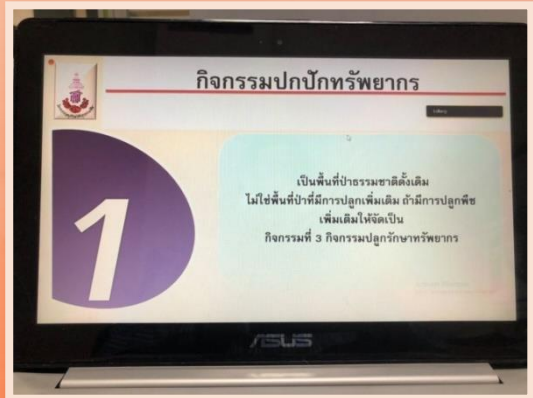 กิจกรรมปกปักทรัพยากร
1
เป็นพื้นที่ป่าธรรมชาติดั้งเดิม
ไม่ใช่พื้นที่ป่าที่มีการปลูกเพิ่มเติม ถ้ามีการปลูกพืช
เพิ่มเติมให้จัดเป็น
กิจกรรมที่ 3 กิจกรรมปลูกรักษาทรัพยากร
ASUS